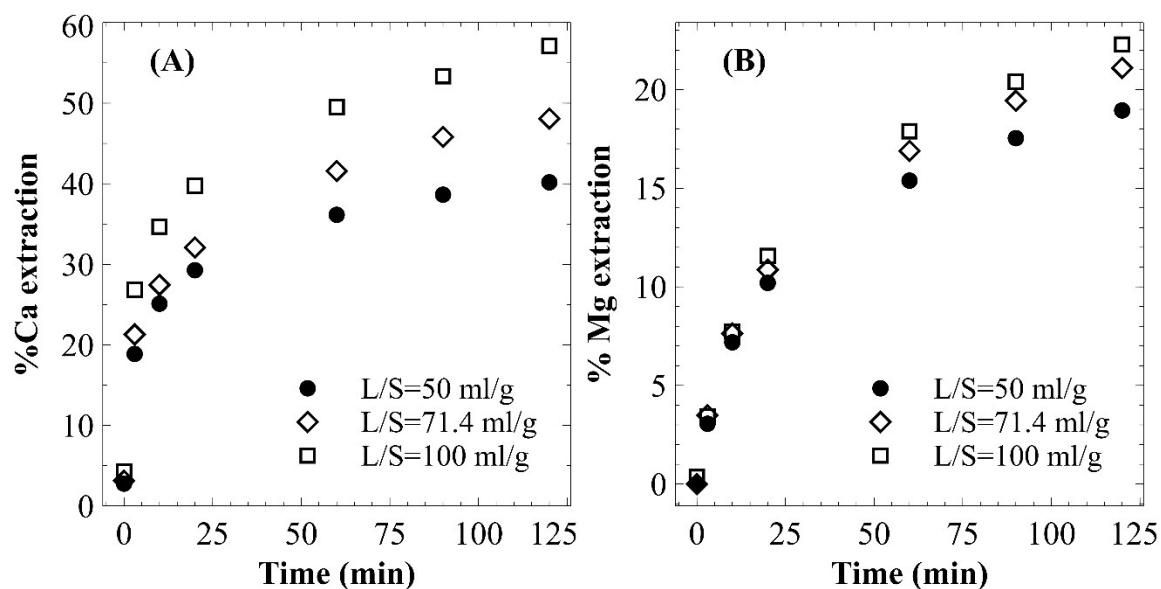 (A)
%Ca extraction
60
50
40
30
20
10
0
L/S=50 ml/g
L/S=71.4 ml/g
L/S=100 ml/g
0 25 50 75 100 125
Time (min)
(B)
% Mg extraction
20
15
10
5
0
L/S=50 ml/g
L/S=71.4 ml/g
L/S=100 ml/g
0 25 50 75 100 125
Time (min)